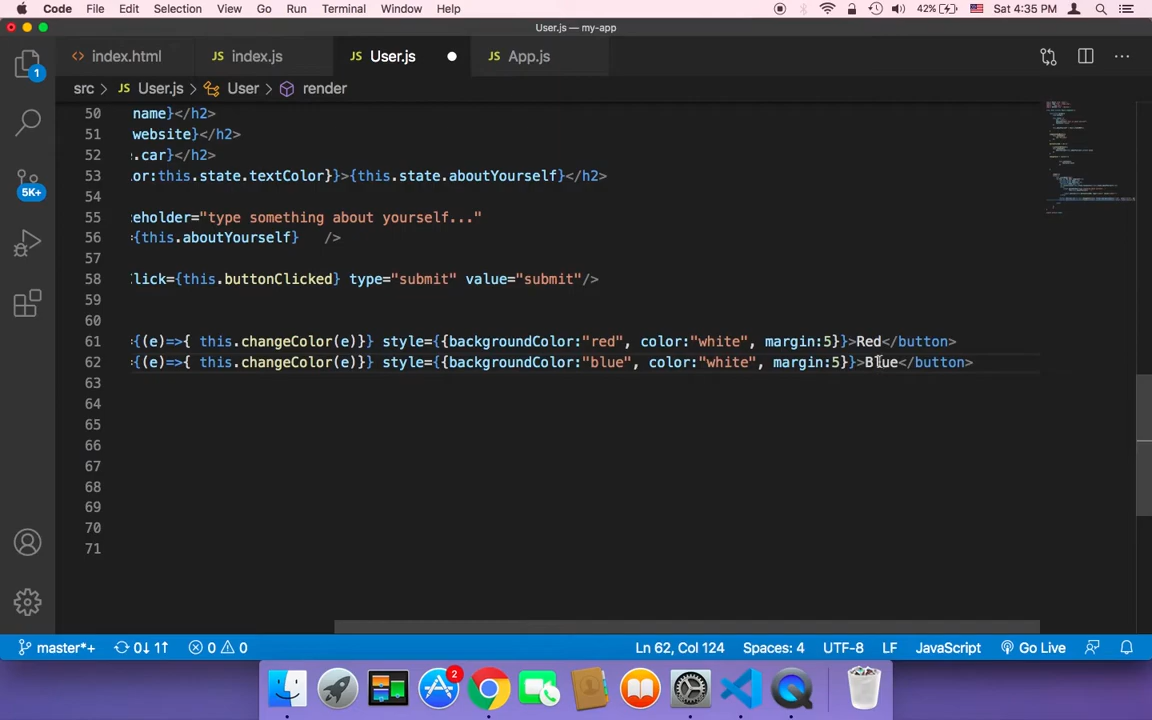 Code File Edit Selection View Go Run Terminal Window Help 42% Sat 4:35 PM
User.js — my-app
index.html JS index.js JS User.js JS App.js
src > JS User.js > User > render
50 name}</h2>
51 website}</h2>
52 e.car}</h2>
53 or:this.state.textColor}}>{this.state.aboutYourself}</h2>
54
55 eholder="type something about yourself..."
56 ={this.aboutYourself} />
57
58 lick={this.buttonClicked} type="submit" value="submit"/>
59
60
61 ={(e)=>{ this.changeColor(e)}} style={{backgroundColor:"red", color:"white", margin:5}}>Red</button>
62 ={(e)=>{ this.changeColor(e)}} style={{backgroundColor:"blue", color:"white", margin:5}}>Blue</button>
63
64
65
66
67
68
69
70
71
1
5K+
master*+ 0↓ 1↑ 0 0 Ln 62, Col 124 Spaces: 4 UTF-8 LF JavaScript Go Live
2